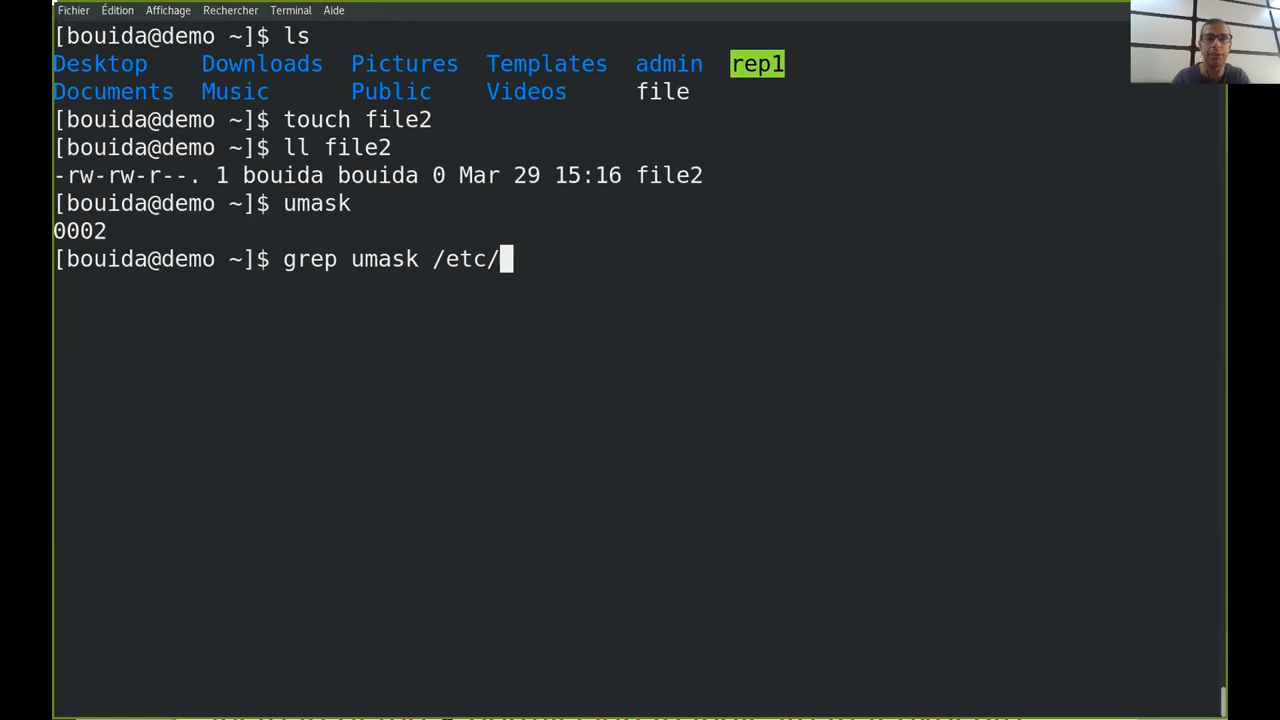 Fichier Édition Affichage Rechercher Terminal Aide
[bouida@demo ~]$ ls
Desktop Downloads Pictures Templates admin rep1
Documents Music Public Videos file
[bouida@demo ~]$ touch file2
[bouida@demo ~]$ ll file2
-rw-rw-r--. 1 bouida bouida 0 Mar 29 15:16 file2
[bouida@demo ~]$ umask
0002
[bouida@demo ~]$ grep umask /etc/